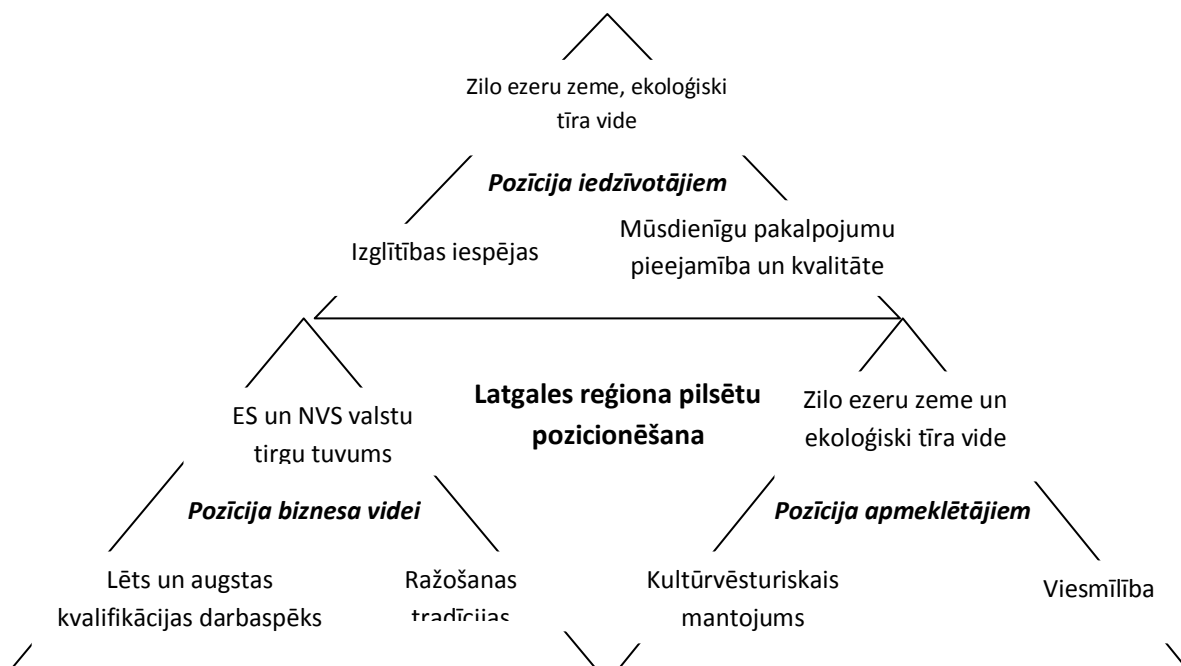 Zilo ezeru zeme, ekoloģiski
tīra vide
Pozīcija iedzīvotājiem
Izglītības iespējas
Mūsdienīgu pakalpojumu
pieejamība un kvalitāte
Latgales reģiona pilsētu
pozicionēšana
ES un NVS valstu
tirgu tuvums
Pozīcija biznesa videi
Lēts un augstas
kvalifikācijas darbaspēks
Ražošanas
tradīcijas
Zilo ezeru zeme un
ekoloģiski tīra vide
Pozīcija apmeklētājiem
Kultūrvēsturiskais
mantojums
Viesmīlība